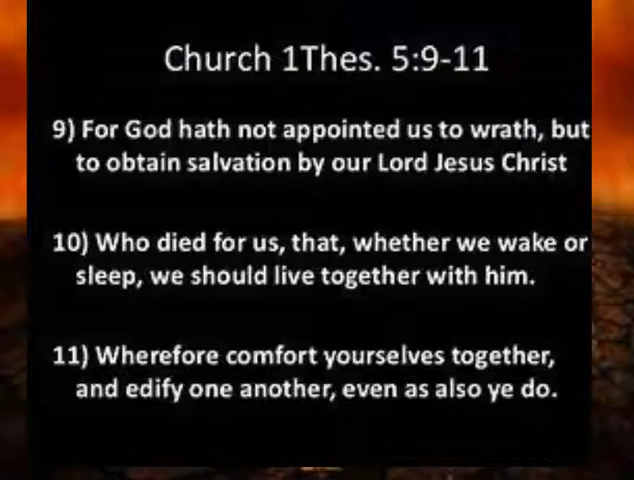 Church 1Thes. 5:9-11
9) For God hath not appointed us to wrath, but
to obtain salvation by our Lord Jesus Christ
10) Who died for us, that, whether we wake or
sleep, we should live together with him.
11) Wherefore comfort yourselves together,
and edify one another, even as also ye do.